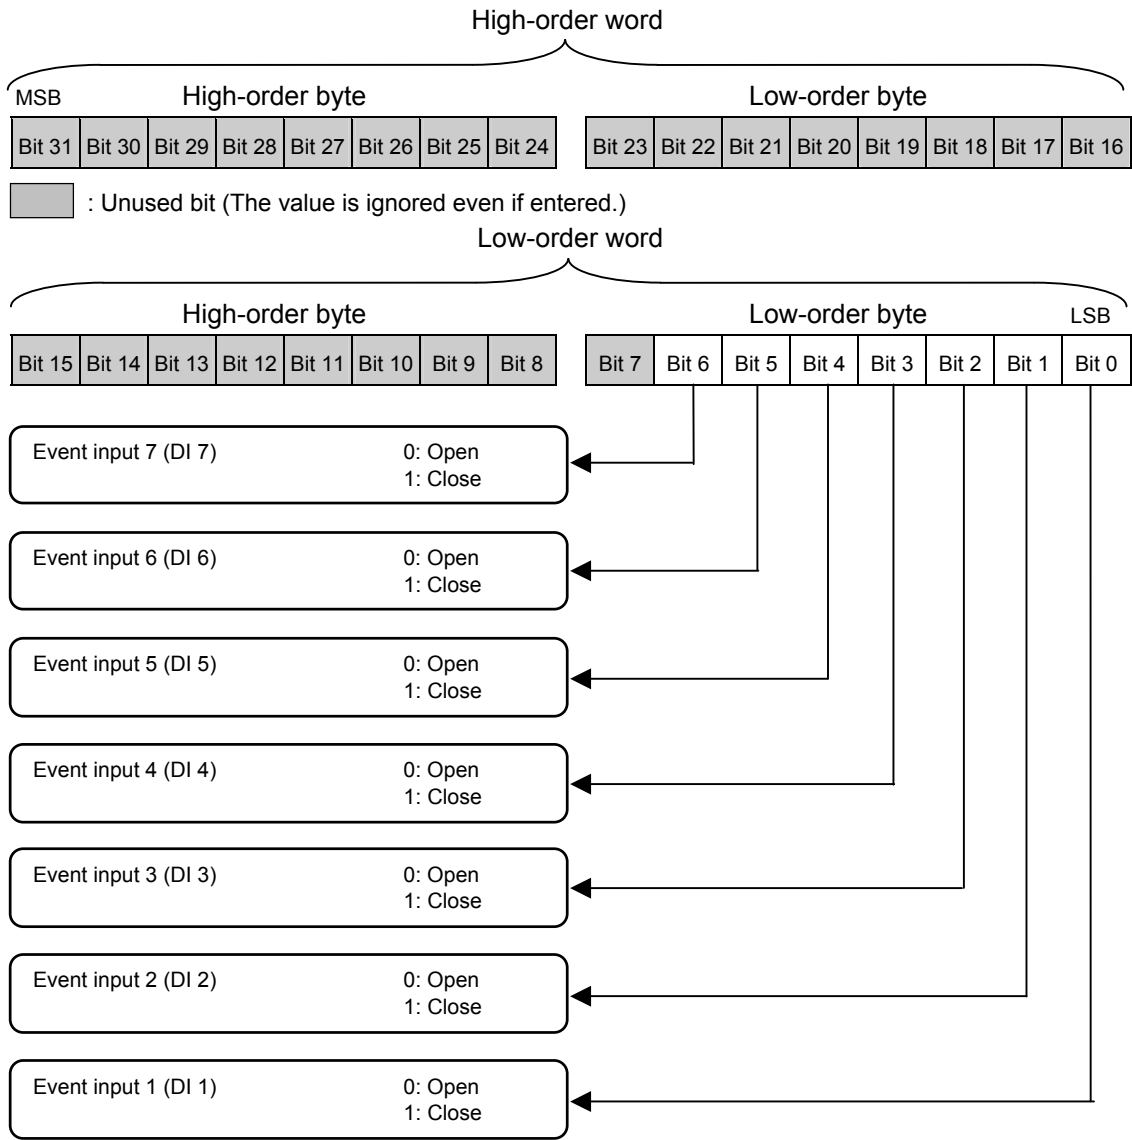 High-order word
MSB High-order byte Low-order byte
Bit 31 Bit 30 Bit 29 Bit 28 Bit 27 Bit 26 Bit 25 Bit 24 Bit 23 Bit 22 Bit 21 Bit 20 Bit 19 Bit 18 Bit 17 Bit 16
: Unused bit (The value is ignored even if entered.)
Low-order word
High-order byte Low-order byte LSB
Bit 15 Bit 14 Bit 13 Bit 12 Bit 11 Bit 10 Bit 9 Bit 8 Bit 7 Bit 6 Bit 5 Bit 4 Bit 3 Bit 2 Bit 1 Bit 0
Event input 7 (DI 7) 0: Open
1: Close
Event input 6 (DI 6) 0: Open
1: Close
Event input 5 (DI 5) 0: Open
1: Close
Event input 4 (DI 4) 0: Open
1: Close
Event input 3 (DI 3) 0: Open
1: Close
Event input 2 (DI 2) 0: Open
1: Close
Event input 1 (DI 1) 0: Open
1: Close